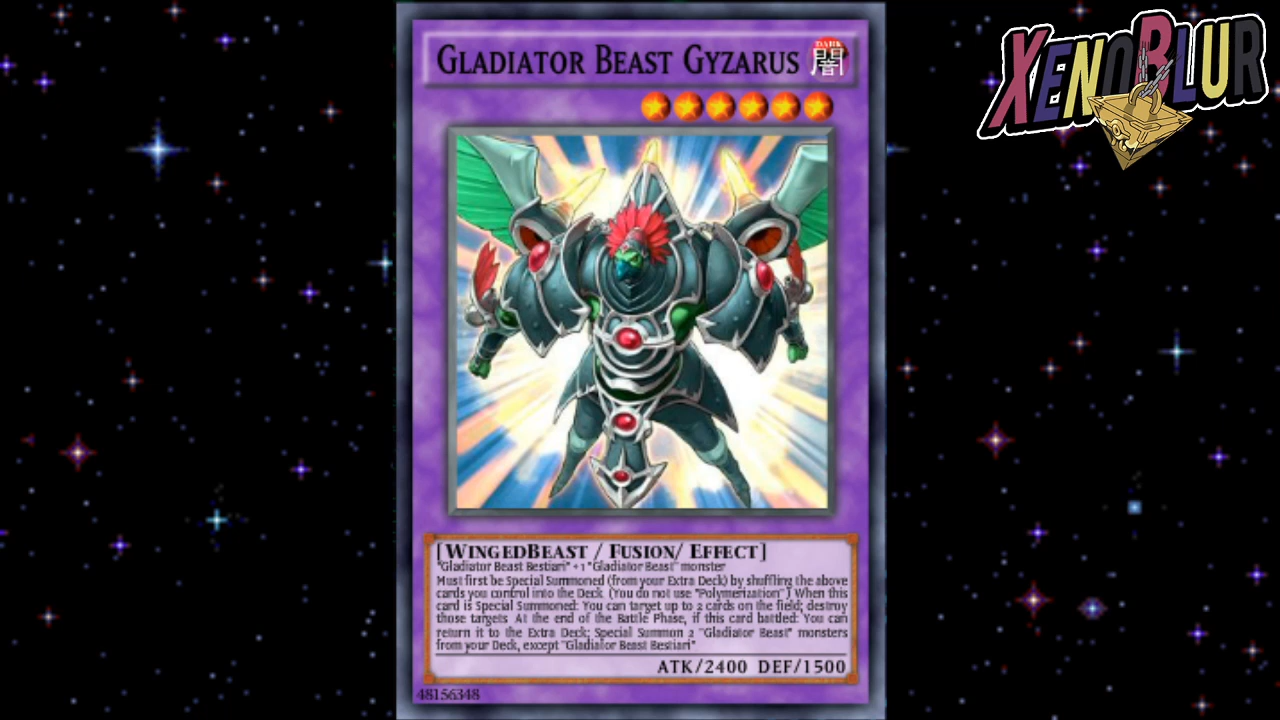 GLADIATOR BEAST GYZARUS
DARK
闇
XENOBLUR
[WINGEDBEAST / FUSION/ EFFECT]
"Gladiator Beast Bestiari" + 1 "Gladiator Beast" monster
Must first be Special Summoned (from your Extra Deck) by shuffling the above
cards you control into the Deck. (You do not use "Polymerization".) When this
card is Special Summoned: You can target up to 2 cards on the field; destroy
those targets. At the end of the Battle Phase, if this card battled: You can
return it to the Extra Deck; Special Summon 2 "Gladiator Beast" monsters
from your Deck, except "Gladiator Beast Bestiari"
ATK/2400 DEF/1500
48156348